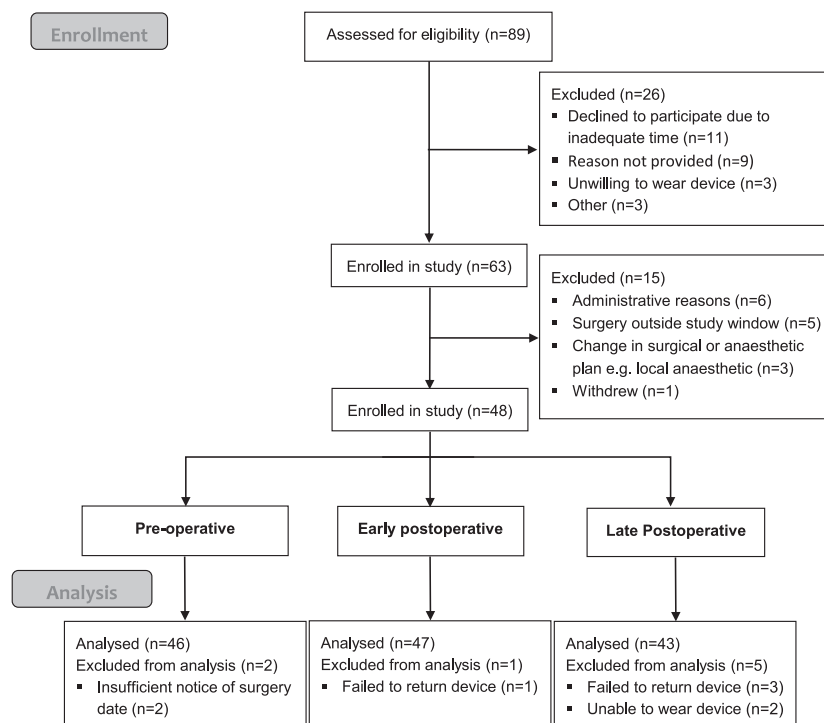 Enrollment
Assessed for eligibility (n=89)
Excluded (n=26)
▪ Declined to participate due to
inadequate time (n=11)
▪ Reason not provided (n=9)
▪ Unwilling to wear device (n=3)
▪ Other (n=3)
Enrolled in study (n=63)
Excluded (n=15)
▪ Administrative reasons (n=6)
▪ Surgery outside study window (n=5)
▪ Change in surgical or anaesthetic
plan e.g. local anaesthetic (n=3)
▪ Withdrew (n=1)
Enrolled in study (n=48)
Pre-operative
Early postoperative
Late Postoperative
Analysis
Analysed (n=46)
Excluded from analysis (n=2)
▪ Insufficient notice of surgery
date (n=2)
Analysed (n=47)
Excluded from analysis (n=1)
▪ Failed to return device (n=1)
Analysed (n=43)
Excluded from analysis (n=5)
▪ Failed to return device (n=3)
▪ Unable to wear device (n=2)